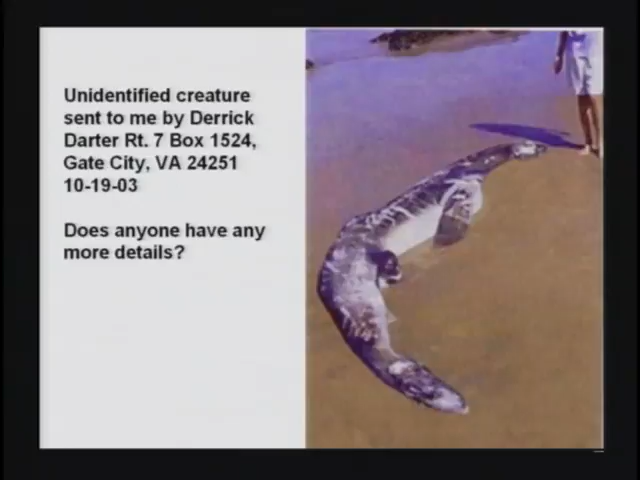 Unidentified creature
sent to me by Derrick
Darter Rt. 7 Box 1524,
Gate City, VA 24251
10-19-03
Does anyone have any
more details?